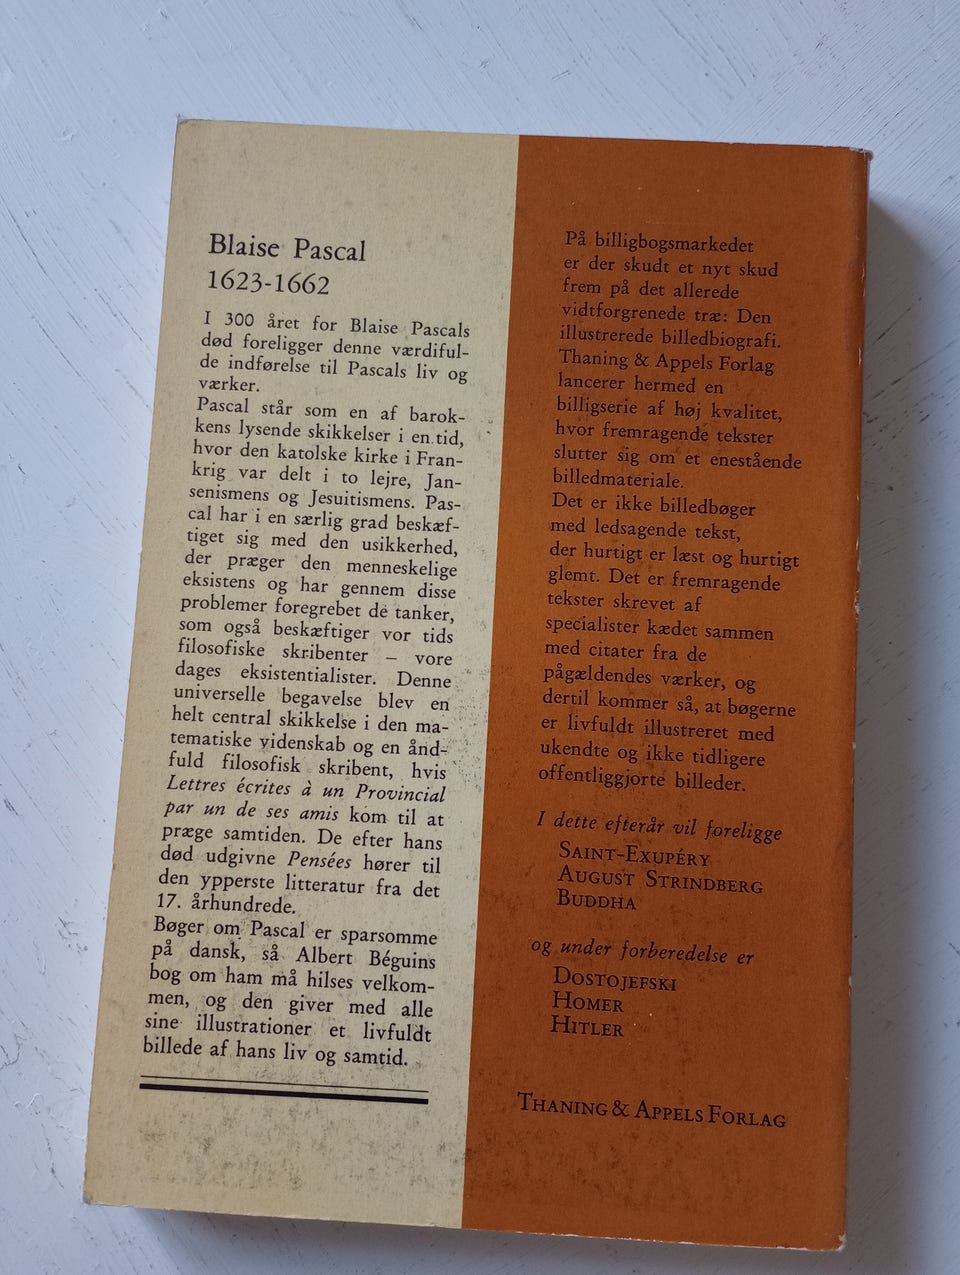 Blaise Pascal
1623-1662
I 300 året for Blaise Pascals
død foreligger denne værdiful-
de indførelse til Pascals liv og
værker.
Pascal står som en af barok-
kens lysende skikkelser i en tid,
hvor den katolske kirke i Fran-
krig var delt i to lejre, Jan-
senismens og Jesuitismens. Pas-
cal har i en særlig grad beskæf-
tiget sig med den usikkerhed,
der præger den menneskelige
eksistens og har gennem disse
problemer foregrebet de tanker,
som også beskæftiger vor tids
filosofiske skribenter – vore
dages eksistentialister. Denne
universelle begavelse blev en
helt central skikkelse i den ma-
tematiske videnskab og en ånd-
fuld filosofisk skribent, hvis
Lettres écrites à un Provincial
par un de ses amis kom til at
præge samtiden. De efter hans
død udgivne Pensées hører til
den ypperste litteratur fra det
17. århundrede.
Bøger om Pascal er sparsomme
på dansk, så Albert Béguins
bog om ham må hilses velkom-
men, og den giver med alle
sine illustrationer et livfuldt
billede af hans liv og samtid.
På billigbogsmarkedet
er der skudt et nyt skud
frem på det allerede
vidtforgrenede træ: Den
illustrerede billedbiografi.
Thaning & Appels Forlag
lancerer hermed en
billigserie af høj kvalitet,
hvor fremragende tekster
slutter sig om et enestående
billedmateriale.
Det er ikke billedbøger
med ledsagende tekst,
der hurtigt er læst og hurtigt
glemt. Det er fremragende
tekster skrevet af
specialister kædet sammen
med citater fra de
pågældendes værker, og
dertil kommer så, at bøgerne
er livfuldt illustreret med
ukendte og ikke tidligere
offentliggjorte billeder.
I dette efterår vil foreligge
SAINT-EXUPÉRY
AUGUST STRINDBERG
BUDDHA
og under forberedelse er
DOSTOJEFSKI
HOMER
HITLER
THANING & APPELS FORLAG